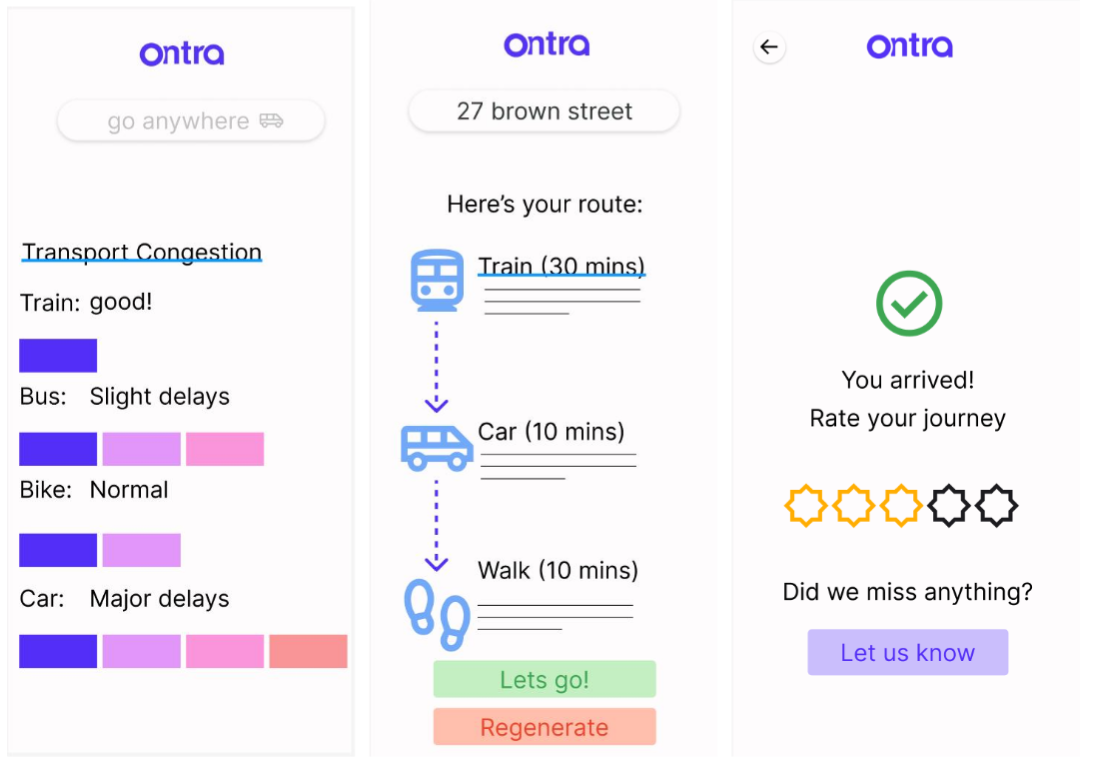 Ontra
go anywhere
Transport Congestion
Train: good!
Bus: Slight delays
Bike: Normal
Car: Major delays
Ontra
27 brown street
Here’s your route:
Train (30 mins)
Car (10 mins)
Walk (10 mins)
Lets go!
Regenerate
Ontra
You arrived!
Rate your journey
Did we miss anything?
Let us know